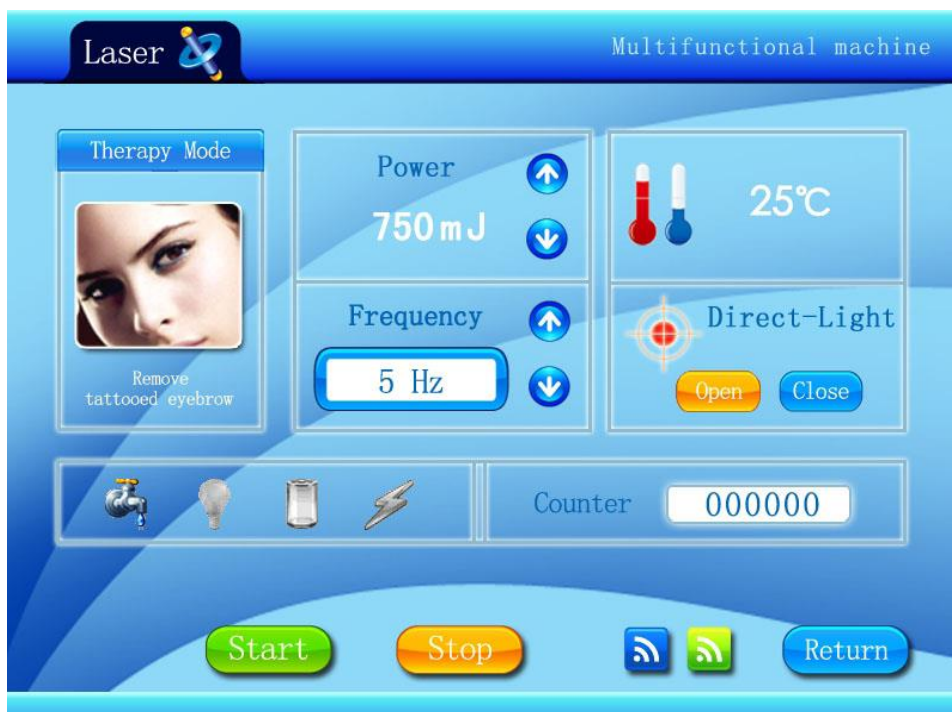 Laser
Multifunctional machine
Therapy Mode
Remove
tattooed eyebrow
Power
750mJ
Frequency
5 Hz
25℃
Direct-Light
Open
Close
Counter
000000
Start
Stop
Return